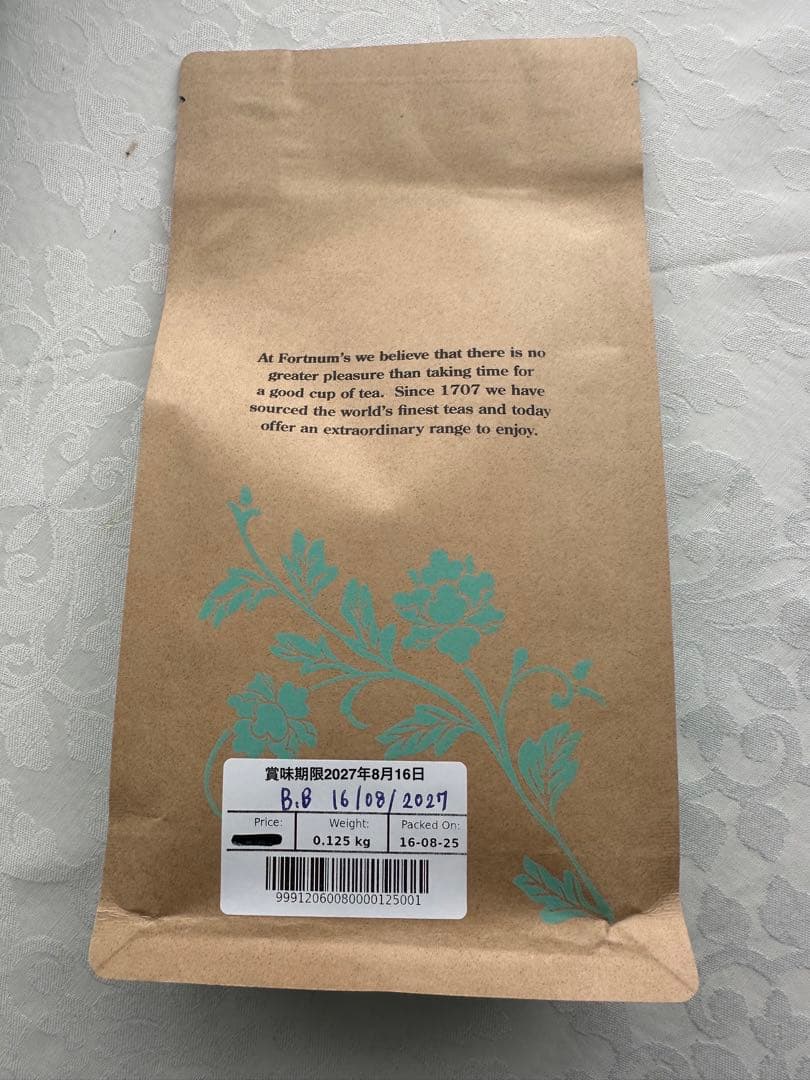 At Fortnum's we believe that there is no
greater pleasure than taking time for
a good cup of tea. Since 1707 we have
sourced the world's finest teas and today
offer an extraordinary range to enjoy.
賞味期限2027年8月16日
B.B 16/08/2027
Price: Weight: Packed On:
0.125 kg 16-08-25
99912060080000125001